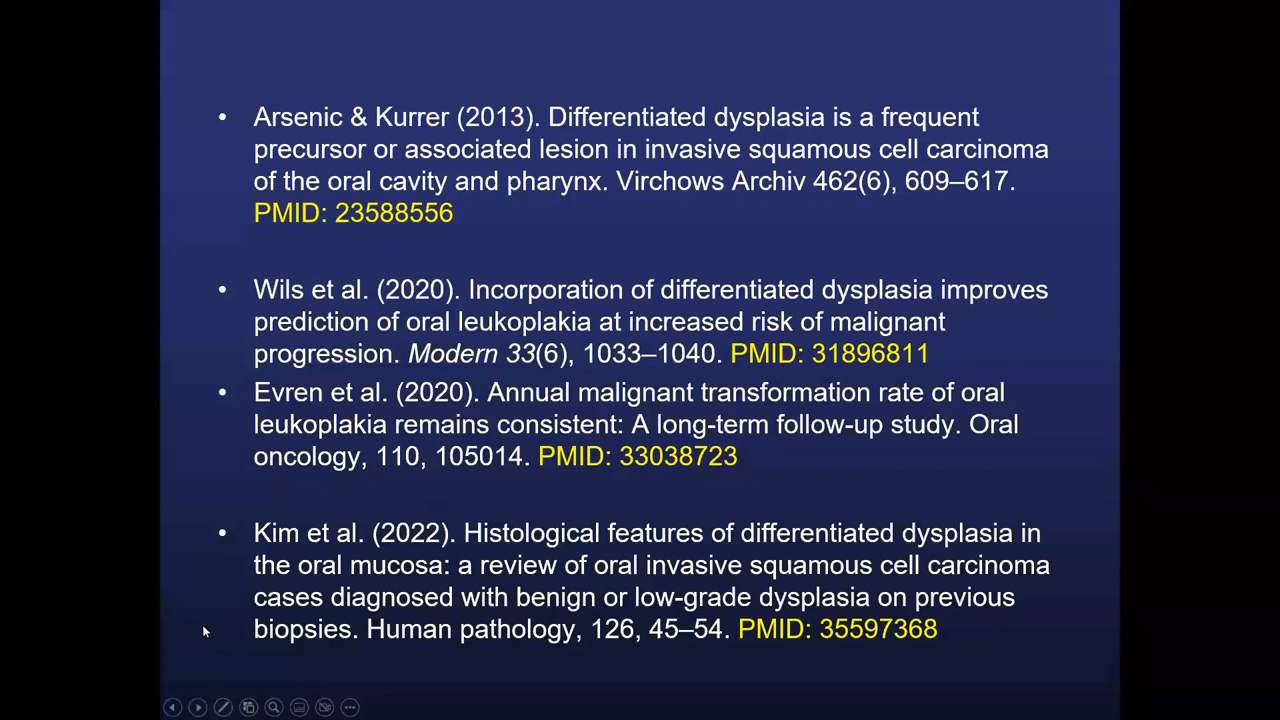 • Arsenic & Kurrer (2013). Differentiated dysplasia is a frequent
precursor or associated lesion in invasive squamous cell carcinoma
of the oral cavity and pharynx. Virchows Archiv 462(6), 609–617.
PMID: 23588556
• Wils et al. (2020). Incorporation of differentiated dysplasia improves
prediction of oral leukoplakia at increased risk of malignant
progression. Modern 33(6), 1033–1040. PMID: 31896811
• Evren et al. (2020). Annual malignant transformation rate of oral
leukoplakia remains consistent: A long-term follow-up study. Oral
oncology, 110, 105014. PMID: 33038723
• Kim et al. (2022). Histological features of differentiated dysplasia in
the oral mucosa: a review of oral invasive squamous cell carcinoma
cases diagnosed with benign or low-grade dysplasia on previous
biopsies. Human pathology, 126, 45–54. PMID: 35597368